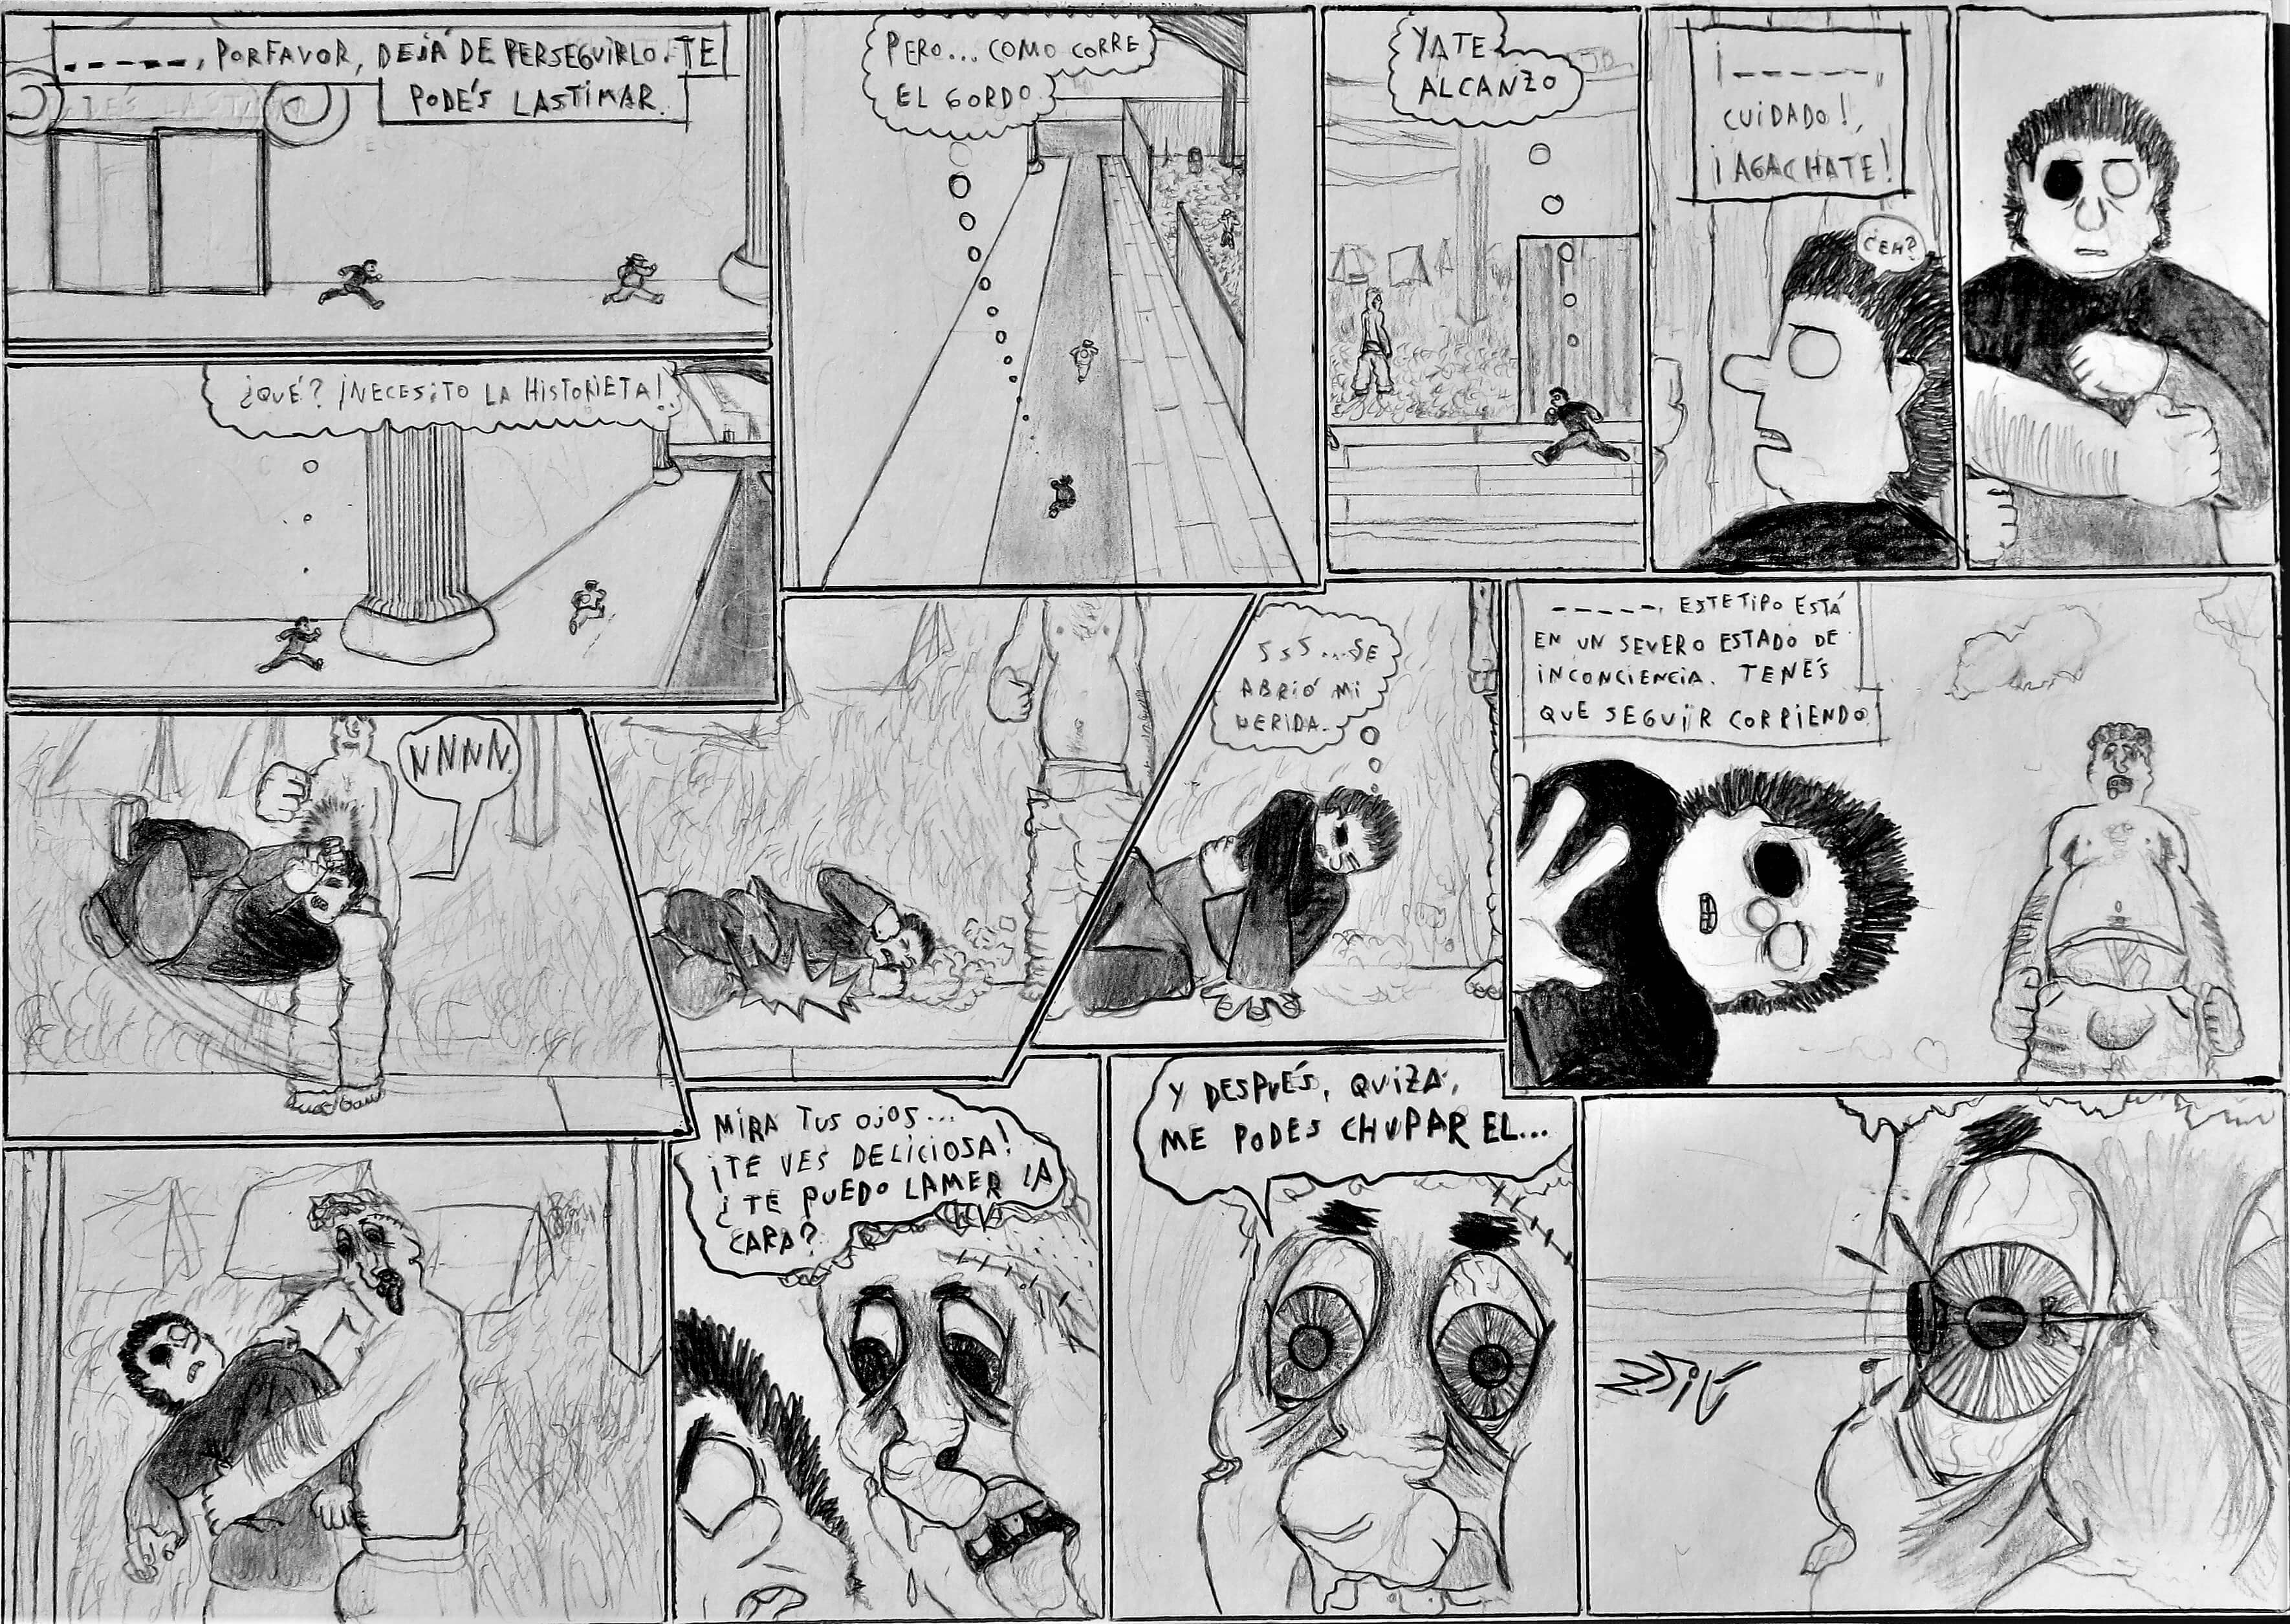 -----, PORFAVOR, DEJÁ DE PERSEGUIRLO. TE
PODÉS LASTIMAR.
¿QUÉ? ¡NECESITO LA HISTORIETA!
PERO... COMO CORRE
EL GORDO
YA TE
ALCANZO
¡-----,
CUIDADO!,
¡AGACHATE!
¿EH?
NNNN
SSS...SE
ABRIÓ MI
HERIDA.
-----, ESTE TIPO ESTÁ
EN UN SEVERO ESTADO DE
INCONCIENCIA. TENÉS
QUE SEGUIR CORRIENDO.
MIRA TUS OJOS...
¡TE VES DELICIOSA!
¿TE PUEDO LAMER LA
CARA?
Y DESPUÉS, QUIZÁ,
ME PODES CHUPAR EL...